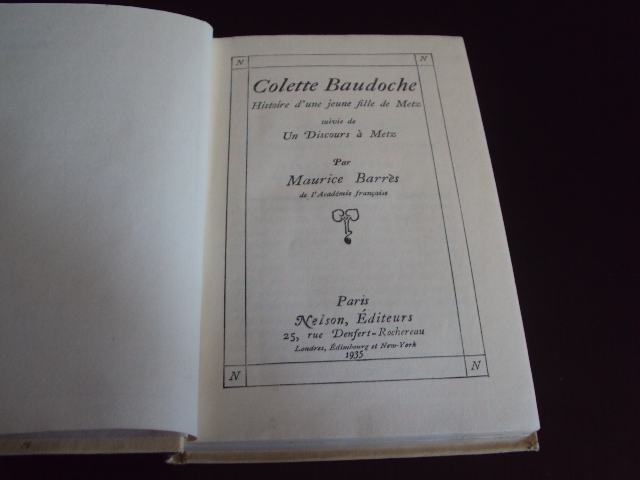 N N
Colette Baudoche
Histoire d'une jeune fille de Metz
suivie de
Un Discours à Metz
Par
Maurice Barrès
de l'Académie française
Paris
Nelson, Éditeurs
25, rue Denfert-Rochereau
Londres, Édimbourg et New-York
1935
N N